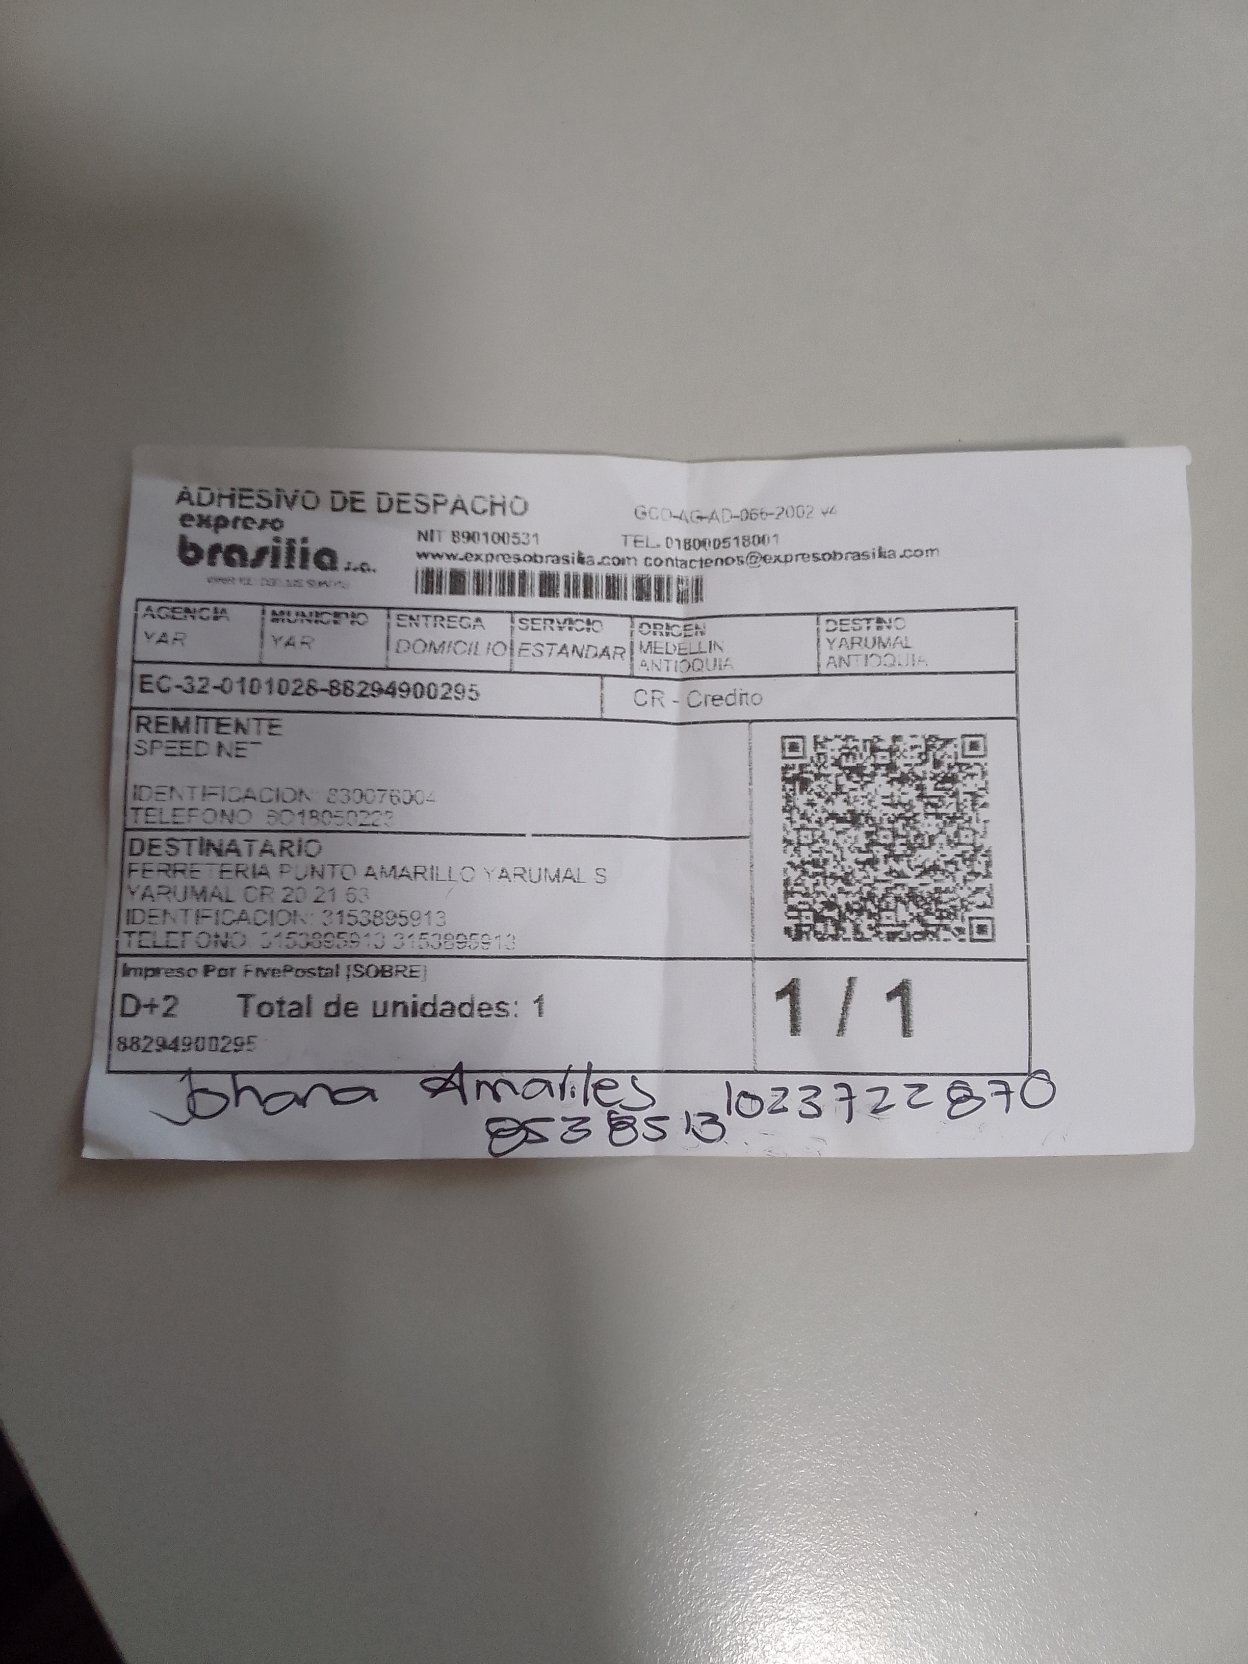 ADHESIVO DE DESPACHO
GCO-AG-AD-066-2002 v4
expreso
brasilia s.a.
NIT 890100531 TEL. 018000518001
www.expresobrasilia.com contactenos@expresobrasilia.com
AGENCIA MUNICIPIO ENTREGA SERVICIO ORIGEN DESTINO
YAR YAR DOMICILIO ESTANDAR MEDELLIN YARUMAL
ANTIOQUIA ANTIOQUIA
EC-32-0101028-88294900295 CR - Credito
REMITENTE
SPEED NET
IDENTIFICACION: 830076004
TELEFONO 6018050223
DESTINATARIO
FERRETERIA PUNTO AMARILLO YARUMAL S
YARUMAL CR 20 21 63
IDENTIFICACION: 3153895913
TELEFONO 3153895913 3153895913
Impreso Por FivePostal [SOBRE]
D+2 Total de unidades: 1
1 / 1
88294900295
Johana Amariles 1023722870
8538513